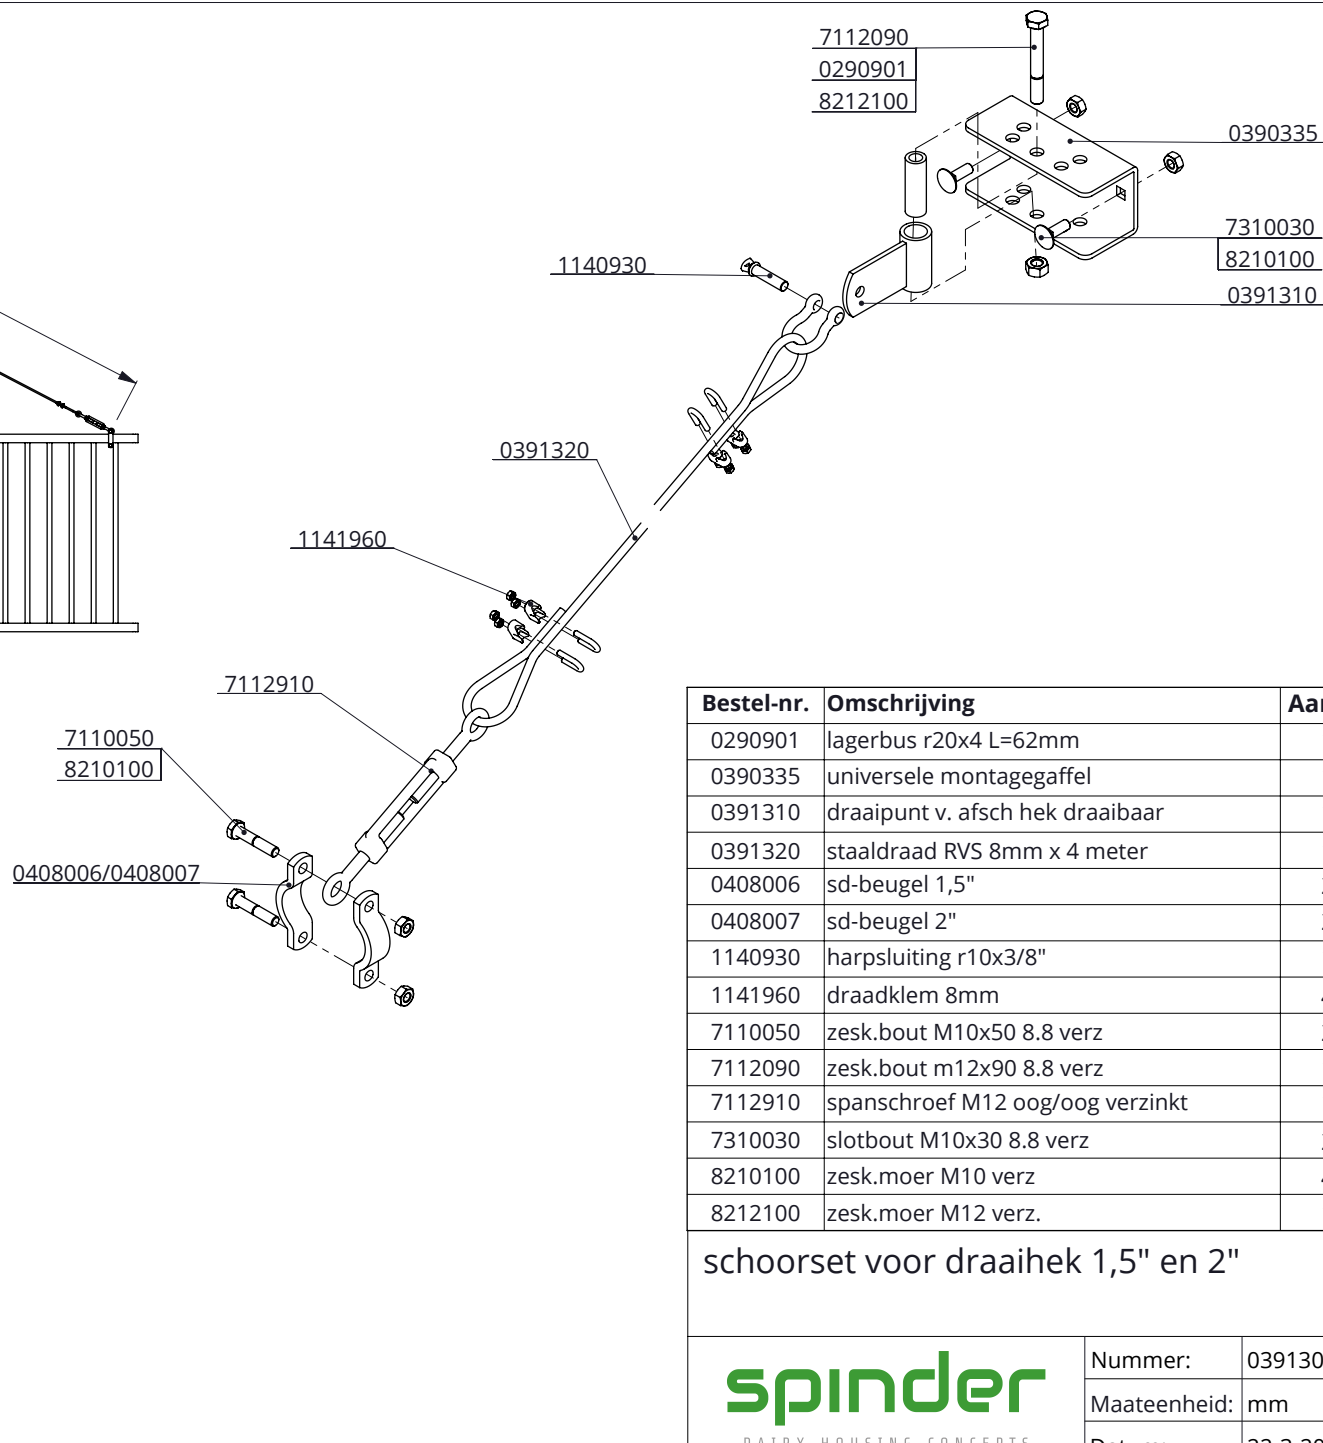 7112090
0290901
8212100
0390335
7310030
8210100
0391310
1140930
0391320
1141960
7112910
7110050
8210100
0408006/0408007
Bestel-nr. Omschrijving
0290901 lagerbus r20x4 L=62mm
0390335 universele montagegaffel
0391310 draaipunt v. afsch hek draaibaar
0391320 staaldraad RVS 8mm x 4 meter
0408006 sd-beugel 1,5"
0408007 sd-beugel 2"
1140930 harpsluiting r10x3/8"
1141960 draadklem 8mm
7110050 zesk.bout M10x50 8.8 verz
7112090 zesk.bout m12x90 8.8 verz
7112910 spanschroef M12 oog/oog verzinkt
7310030 slotbout M10x30 8.8 verz
8210100 zesk.moer M10 verz
8212100 zesk.moer M12 verz.
schoorset voor draaihek 1,5" en 2"
spinder
DAIRY HOUSING CONCEPTS
Nummer: 039130
Maateenheid: mm